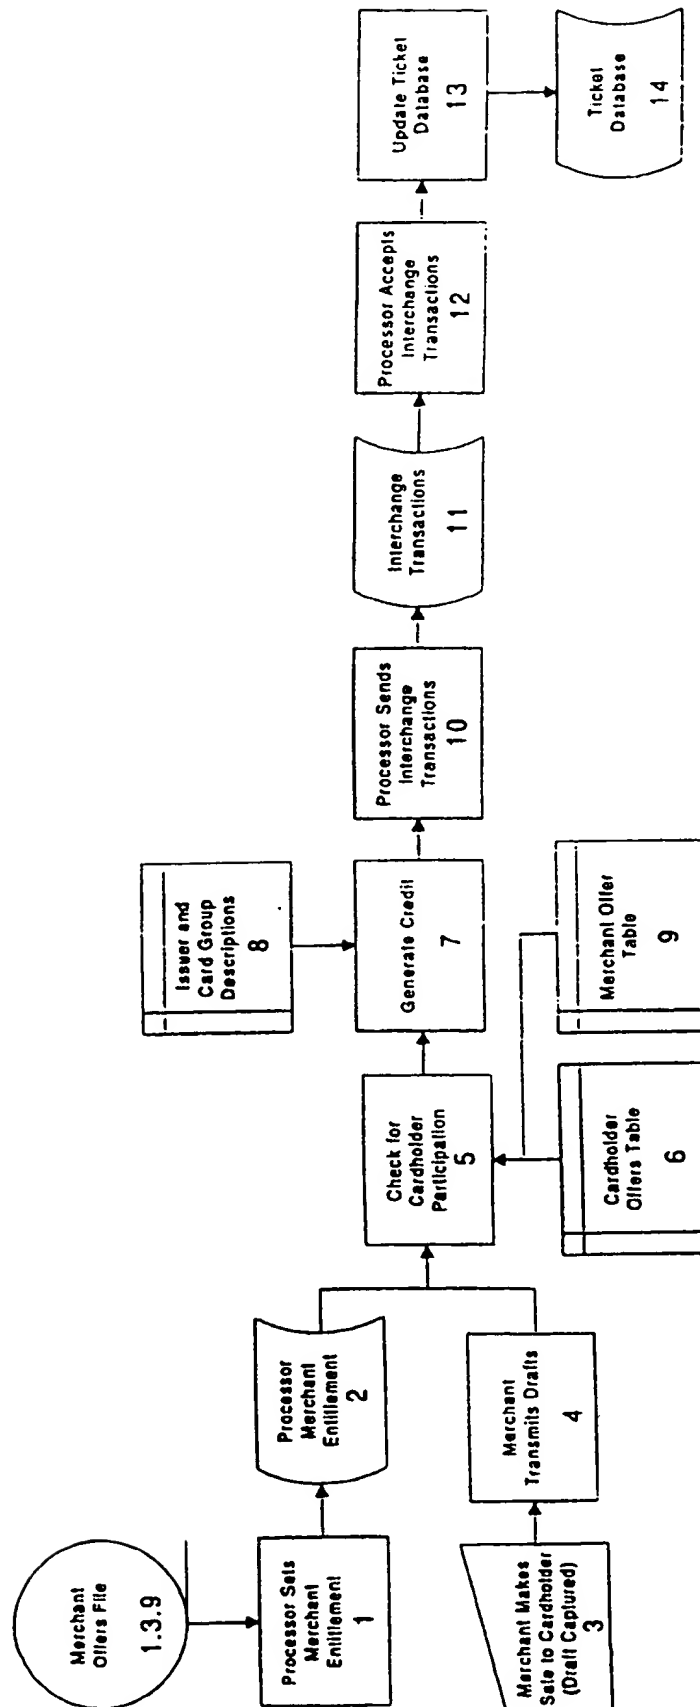 Merchant
Offers File
1.3.9
Processor Sets
Merchant
Entitlement
1
Processor
Merchant
Entitlement
2
Merchant Makes
Sale to Cardholder
(Draft Captured)
3
Merchant
Transmits Drafts
4
Check for
Cardholder
Participation
5
Cardholder
Offers Table
6
Generate Credit
7
Issuer and
Card Group
Descriptions
8
Merchant Offer
Table
9
Processor Sends
Interchange
Transactions
10
Interchange
Transactions
11
Processor Accepts
Interchange
Transactions
12
Update Ticket
Database
13
Ticket
Database
14